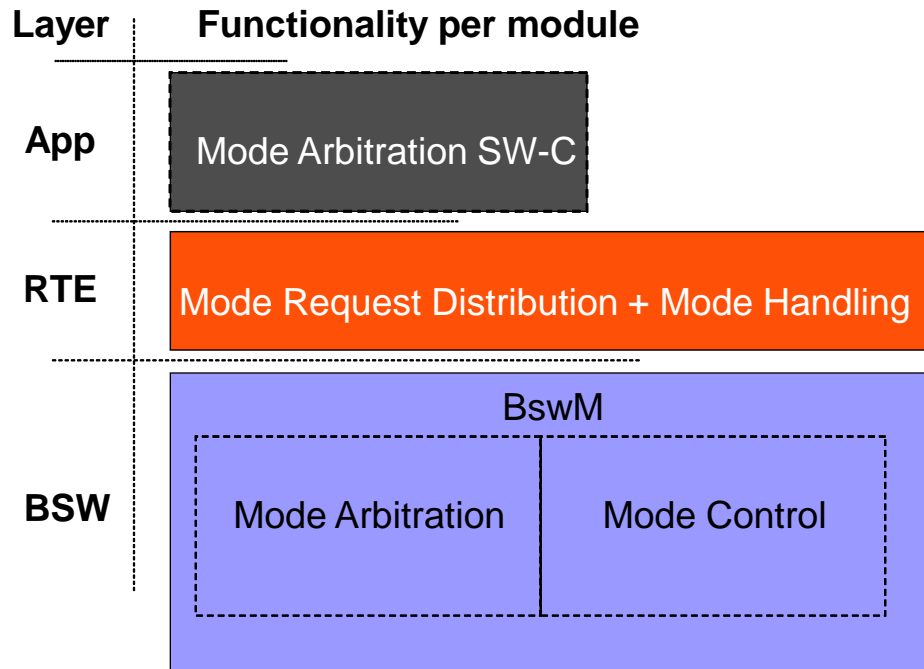 Layer Functionality per module
App
Mode Arbitration SW-C
RTE
Mode Request Distribution + Mode Handling
BswM
BSW
Mode Arbitration
Mode Control